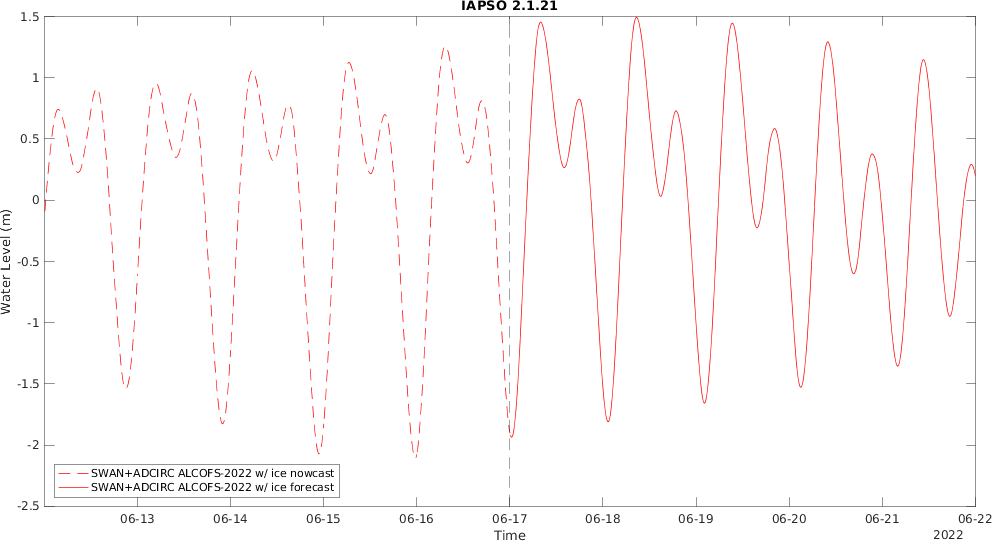 IAPSO 2.1.21
1.5
1
0.5
0
-0.5
-1
-1.5
-2
-2.5
Water Level (m)
SWAN+ADCIRC ALCOFS-2022 w/ ice nowcast
SWAN+ADCIRC ALCOFS-2022 w/ ice forecast
06-13 06-14 06-15 06-16 06-17 06-18 06-19 06-20 06-21 06-22
Time
2022